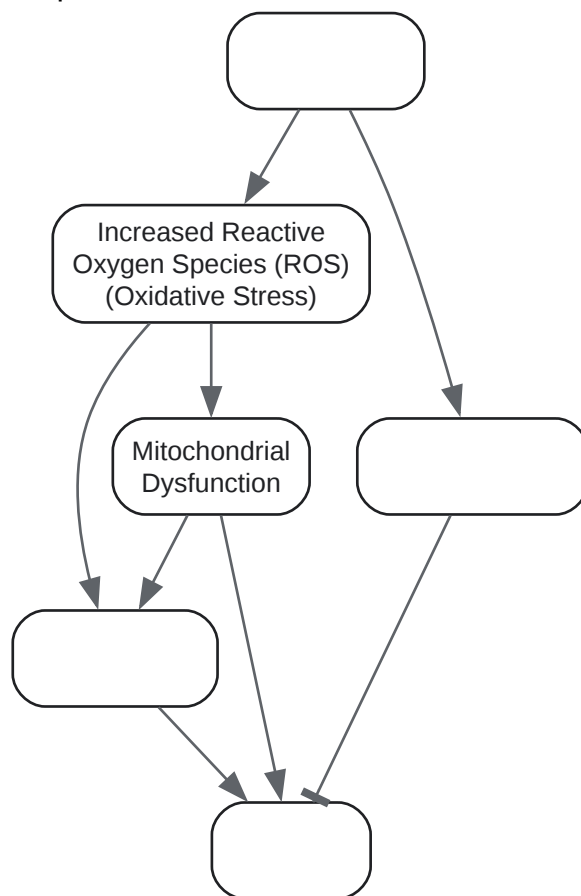 Increased Reactive
Oxygen Species (ROS)
(Oxidative Stress)
Mitochondrial
Dysfunction